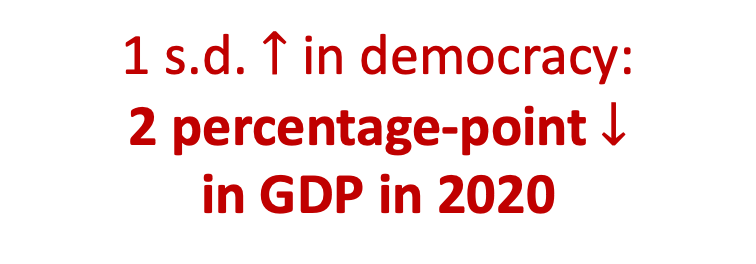 1 s.d. ↑ in democracy:
2 percentage-point ↓
in GDP in 2020